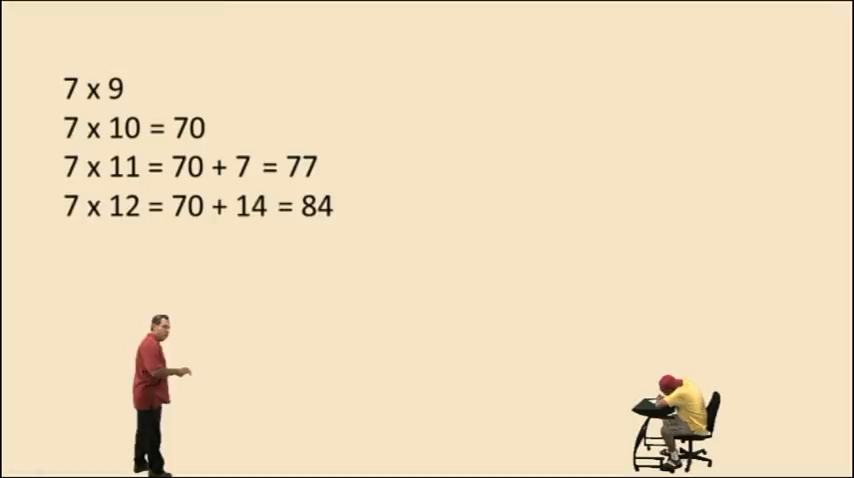 7 x 9
7 x 10 = 70
7 x 11 = 70 + 7 = 77
7 x 12 = 70 + 14 = 84